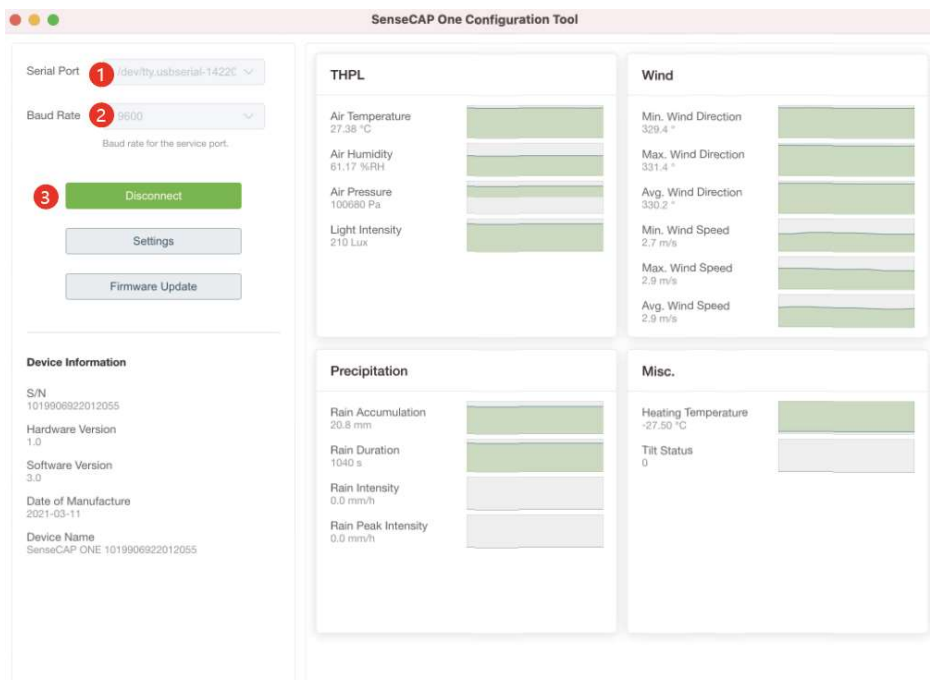 SenseCAP One Configuration Tool
Serial Port
1
/dev/tty.usbserial-1422C
Baud Rate
2
9600
Baud rate for the service port.
3
Disconnect
Settings
Firmware Update
Device Information
S/N
1019906922012055
Hardware Version
1.0
Software Version
3.0
Date of Manufacture
2021-03-11
Device Name
SenseCAP ONE 1019906922012055
THPL
Air Temperature
27.38 °C
Air Humidity
61.17 %RH
Air Pressure
100680 Pa
Light Intensity
210 Lux
Wind
Min. Wind Direction
329.4 °
Max. Wind Direction
331.4 °
Avg. Wind Direction
330.2 °
Min. Wind Speed
2.7 m/s
Max. Wind Speed
2.9 m/s
Avg. Wind Speed
2.9 m/s
Precipitation
Rain Accumulation
20.8 mm
Rain Duration
1040 s
Rain Intensity
0.0 mm/h
Rain Peak Intensity
0.0 mm/h
Misc.
Heating Temperature
-27.50 °C
Tilt Status
0